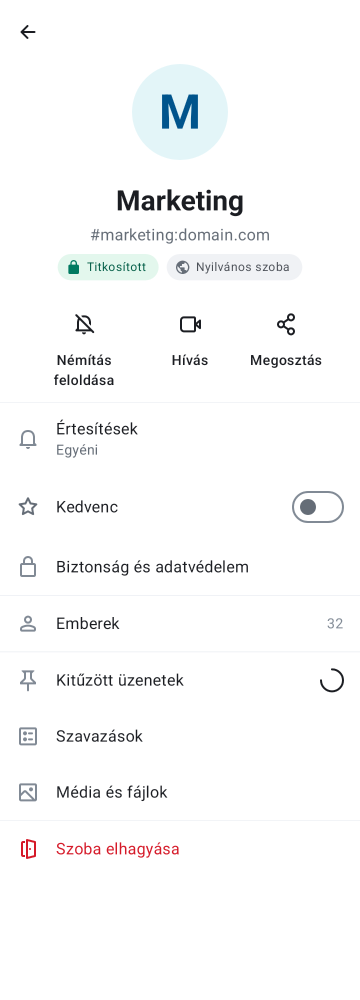 M
Marketing
#marketing:domain.com
Titkosított
Nyilvános szoba
Némítás
feloldása
Hívás
Megosztás
Értesítések
Egyéni
Kedvenc
Biztonság és adatvédelem
Emberek
32
Kitűzött üzenetek
Szavazások
Média és fájlok
Szoba elhagyása